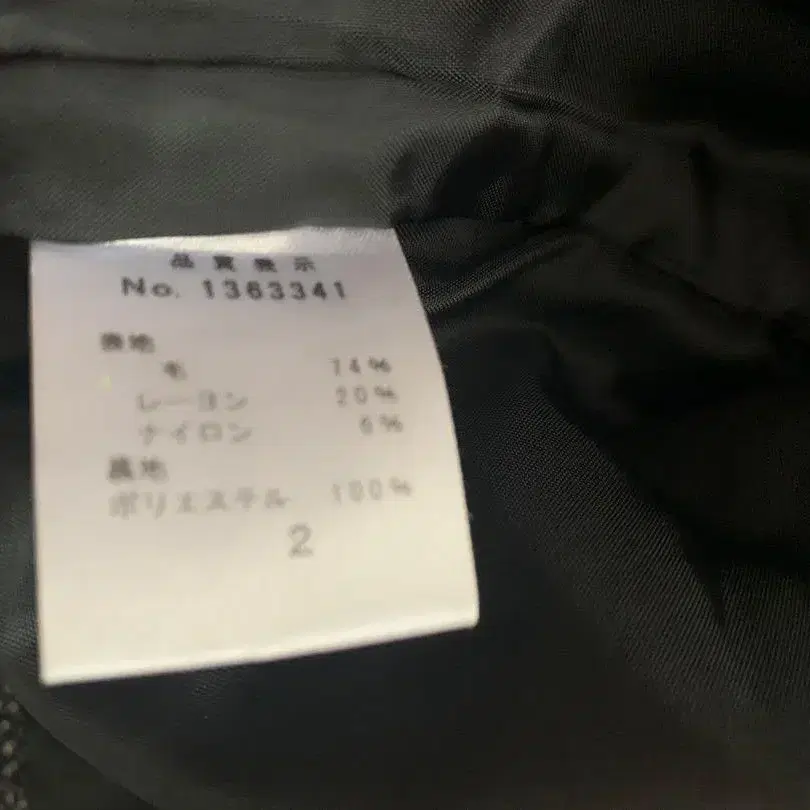 品質表示
No. 1363341
表地
毛 74%
レーヨン 20%
ナイロン 6%
裏地
ポリエステル 100%
2